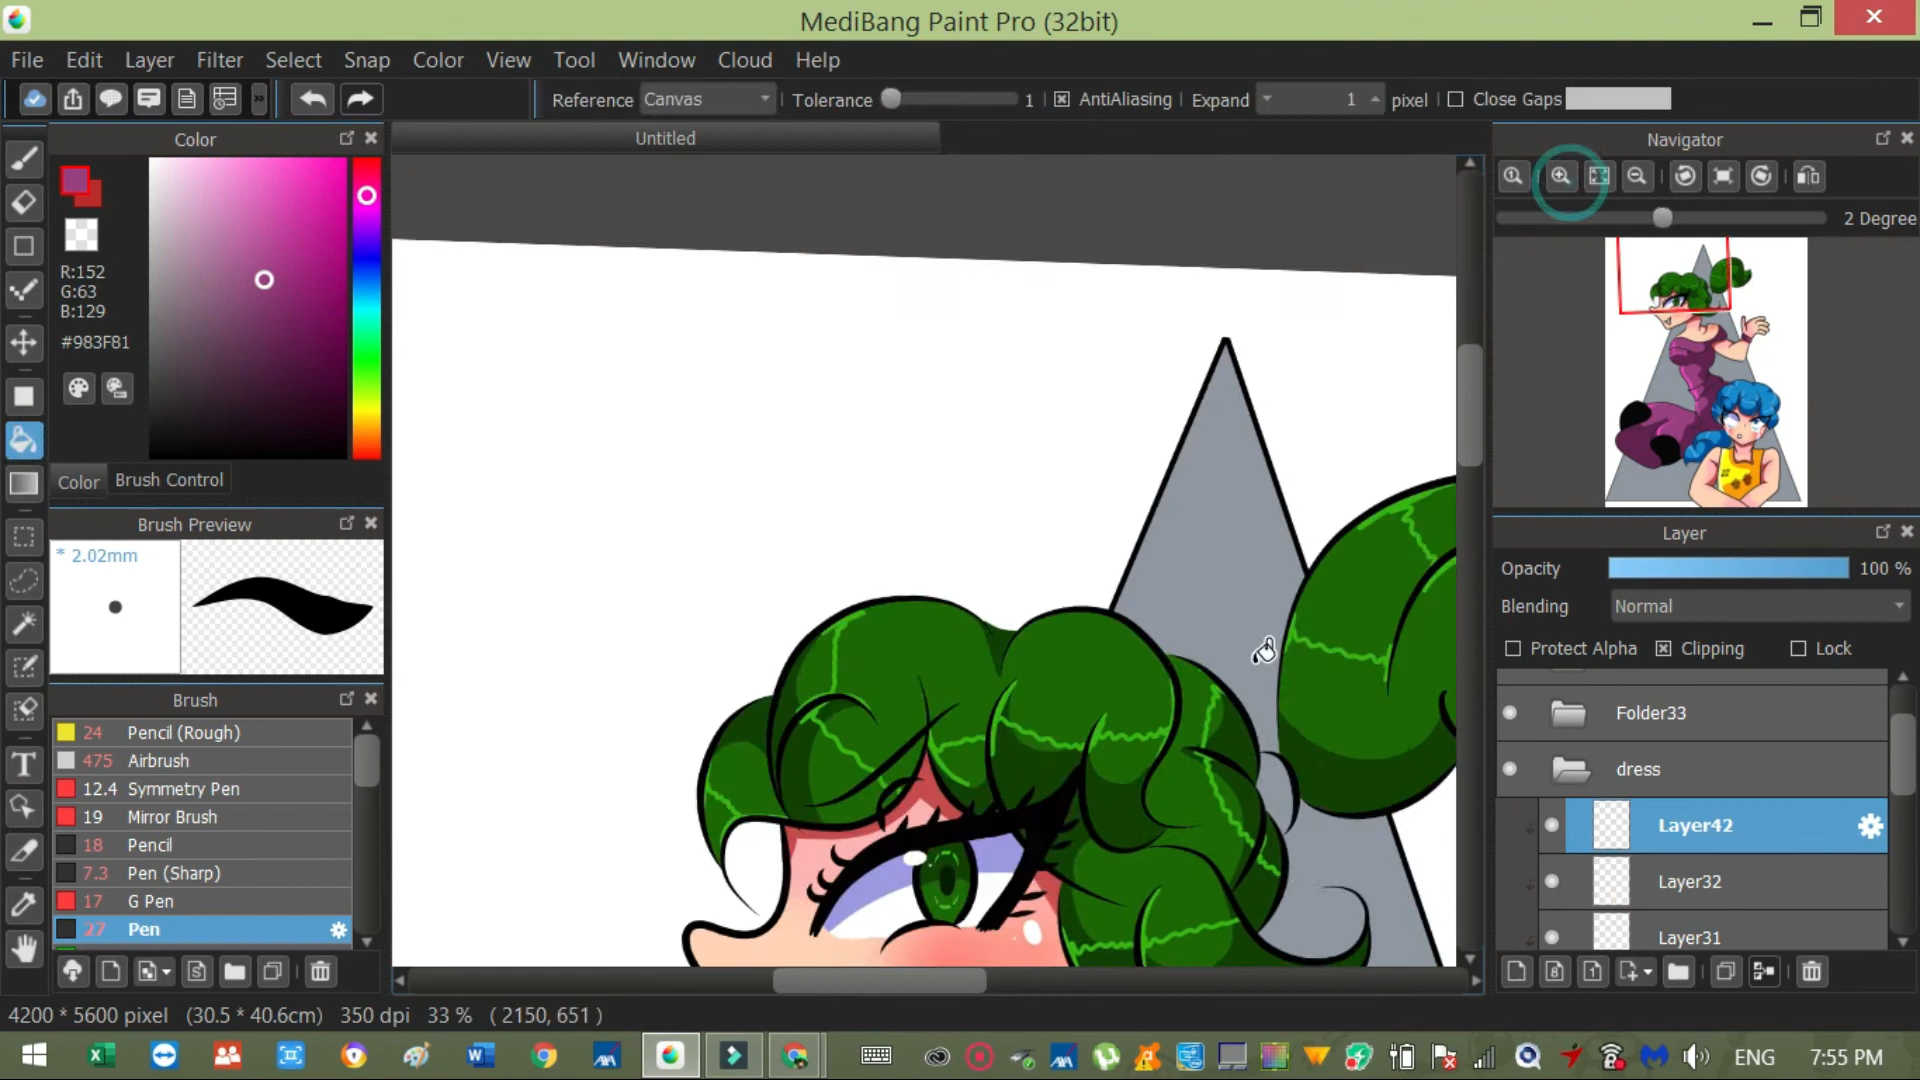 MediBang Paint Pro (32bit)
File Edit Layer Filter Select Snap Color View Tool Window Cloud Help
Reference Canvas Tolerance 1 AntiAliasing Expand 1 pixel Close Gaps
Color
Untitled
Navigator
R:152
G:63
B:129
#983F81
2 Degree
Color Brush Control
Brush Preview
* 2.02mm
Brush
24 Pencil (Rough)
475 Airbrush
12.4 Symmetry Pen
19 Mirror Brush
18 Pencil
7.3 Pen (Sharp)
17 G Pen
27 Pen
Layer
Opacity 100 %
Blending Normal
Protect Alpha Clipping Lock
Folder33
dress
Layer42
Layer32
Layer31
4200 * 5600 pixel (30.5 * 40.6cm) 350 dpi 33 % ( 2150, 651 )
ENG 7:55 PM